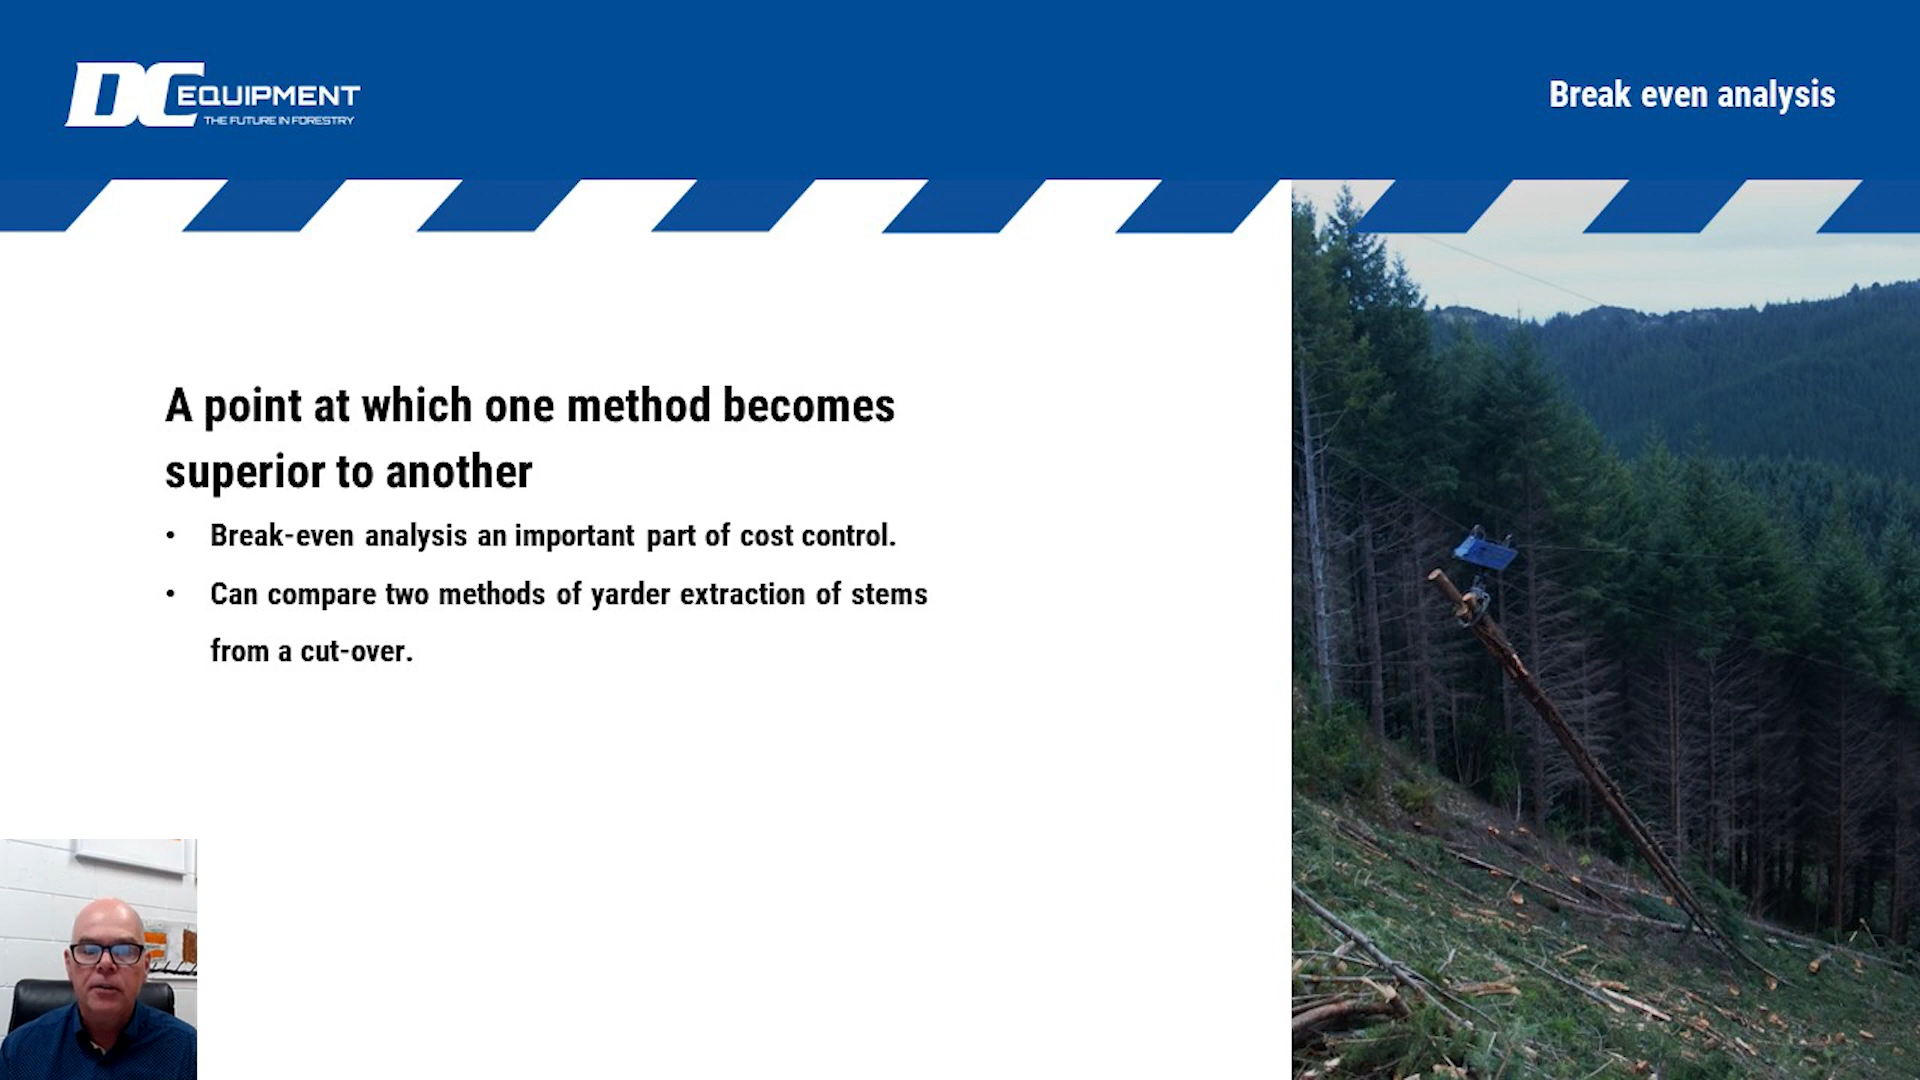 DC EQUIPMENT
THE FUTURE IN FORESTRY
Break even analysis
A point at which one method becomes
superior to another
• Break-even analysis an important part of cost control.
• Can compare two methods of yarder extraction of stems
from a cut-over.